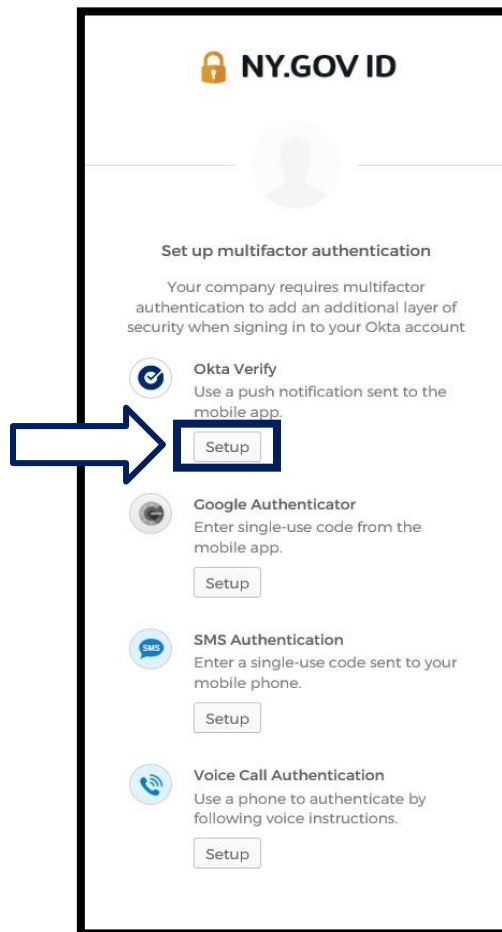 NY.GOV ID
Set up multifactor authentication
Your company requires multifactor
authentication to add an additional layer of
security when signing in to your Okta account
Okta Verify
Use a push notification sent to the
mobile app.
Setup
Google Authenticator
Enter single-use code from the
mobile app.
Setup
SMS
SMS Authentication
Enter a single-use code sent to your
mobile phone.
Setup
Voice Call Authentication
Use a phone to authenticate by
following voice instructions.
Setup